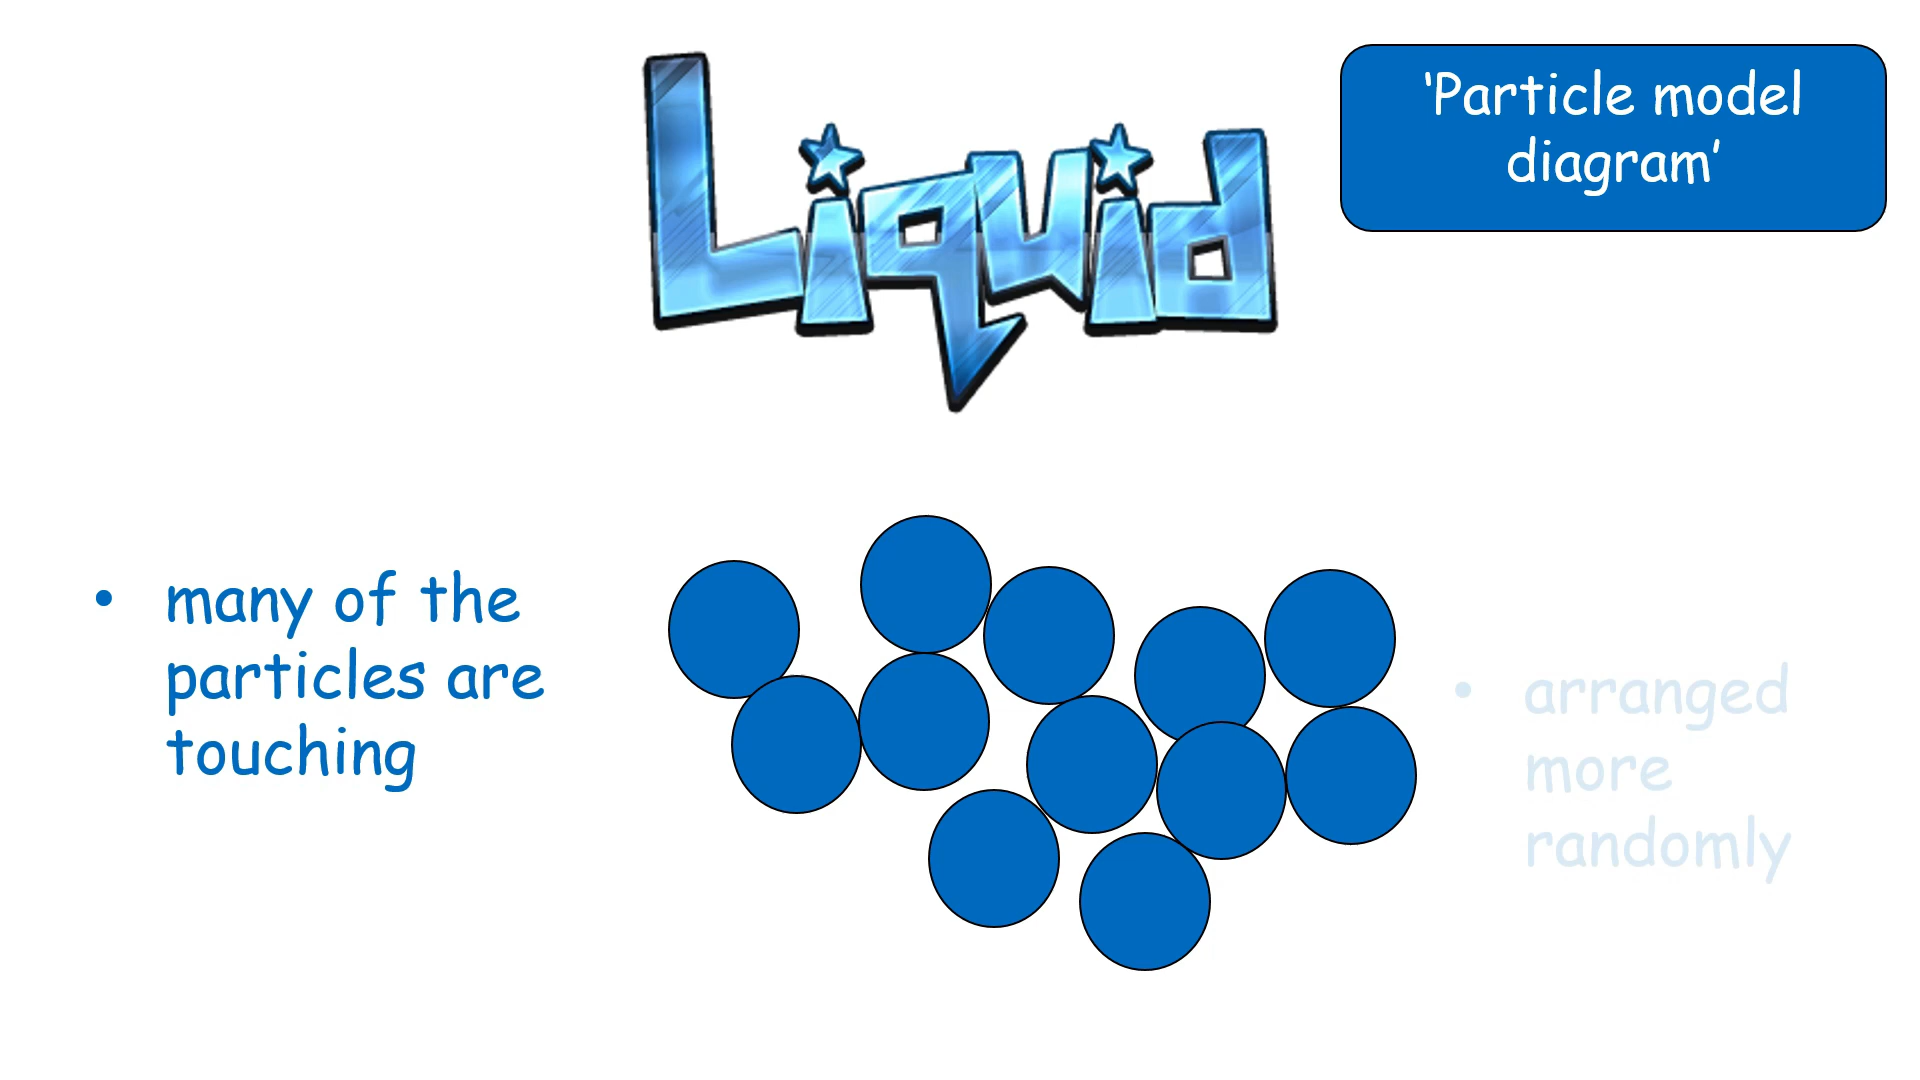 Liquid
‘Particle model
diagram’
• many of the
particles are
touching
• arranged
more
randomly